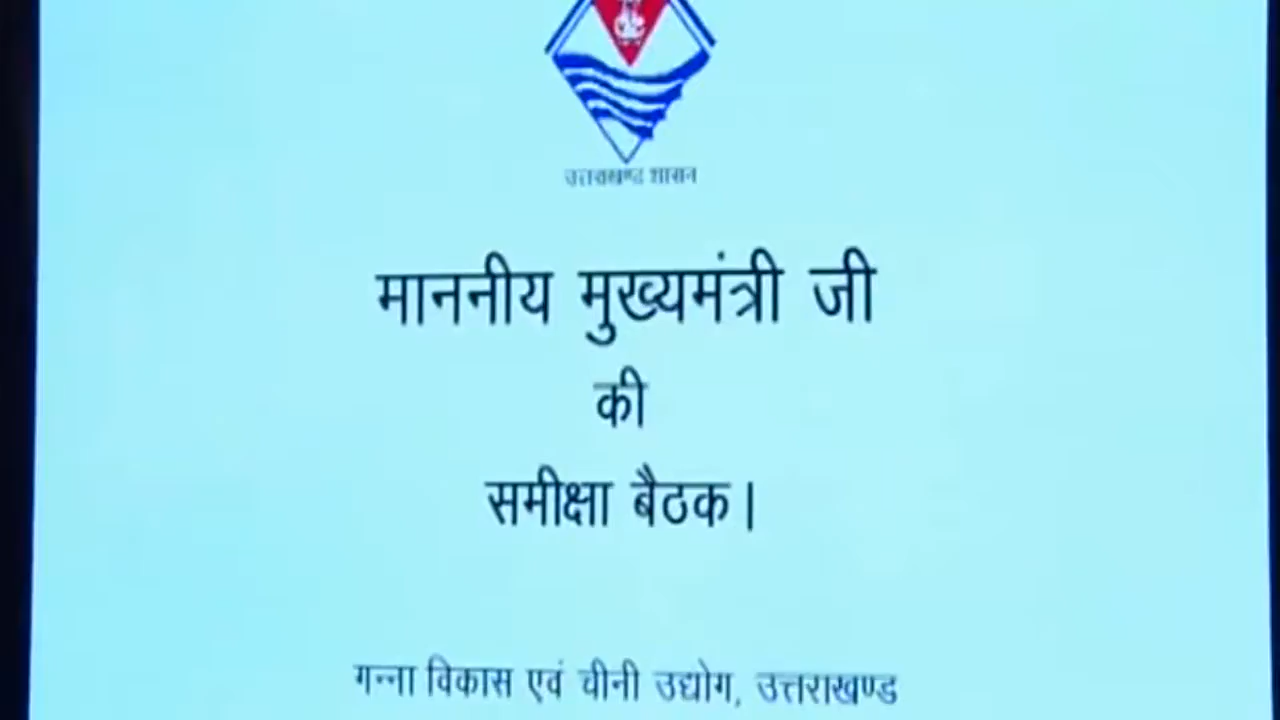 उत्तराखण्ड शासन
माननीय मुख्यमंत्री जी
की
समीक्षा बैठक।
गन्ना विकास एवं चीनी उद्योग, उत्तराखण्ड